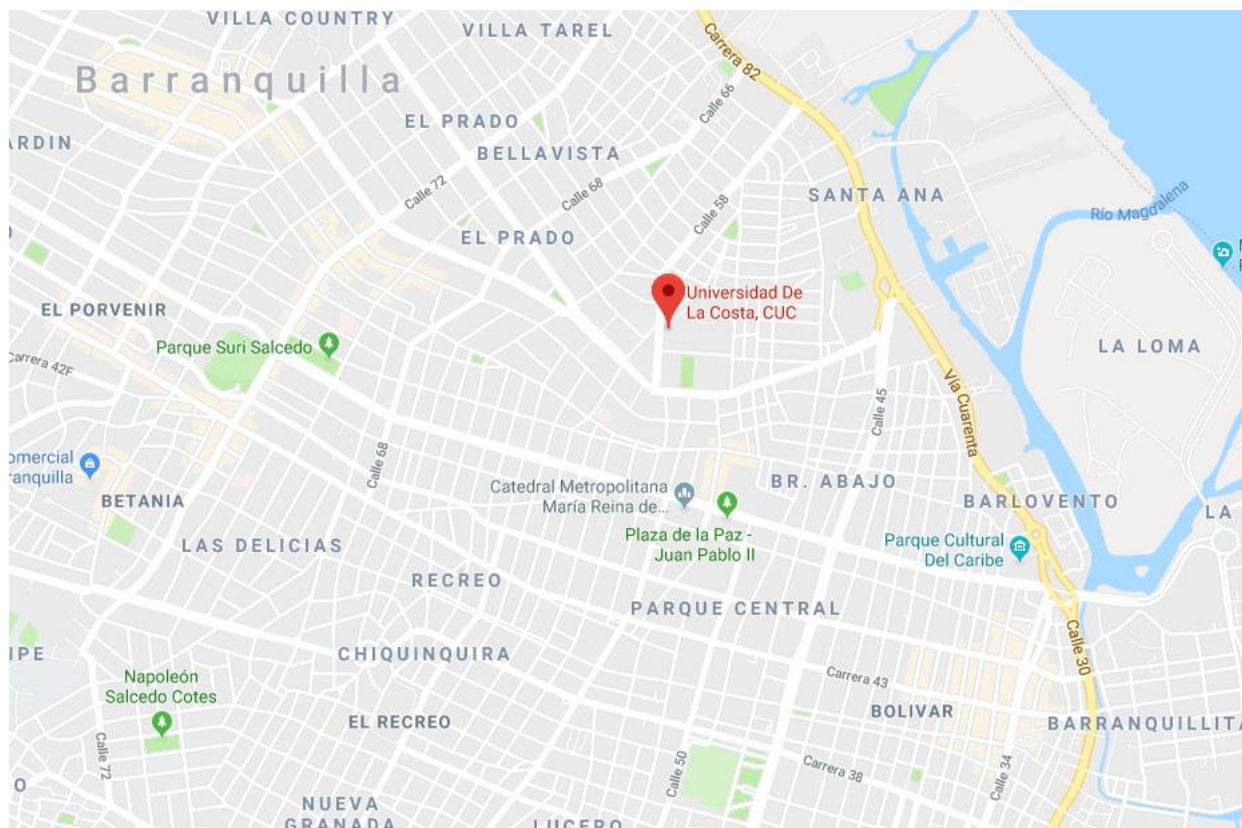 VILLA COUNTRY
VILLA TAREL
Carrera 82
Barranquilla
Calle 66
EL PRADO
ARDIN
BELLAVISTA
Calle 72
Calle 68
SANTA ANA
Calle 58
Río Magdalena
EL PRADO
Universidad De
La Costa, CUC
EL PORVENIR
Parque Suri Salcedo
LA LOMA
Carrera 42F
Vía Cuarenta
Calle 45
Calle 68
omercial
ranquilla
BETANIA
Catedral Metropolitana
María Reina de...
BR. ABAJO
BARLOVENTO
LA
Plaza de la Paz -
Juan Pablo II
LAS DELICIAS
Parque Cultural
Del Caribe
RECREO
PARQUE CENTRAL
IPE
CHIQUINQUIRA
Calle 30
Napoleón
Salcedo Cotes
Carrera 43
EL RECREO
BOLIVAR
BARRANQUILLITA
Calle 72
Calle 50
Carrera 38
Calle 34
O
NUEVA
GRANADA
LUCERO